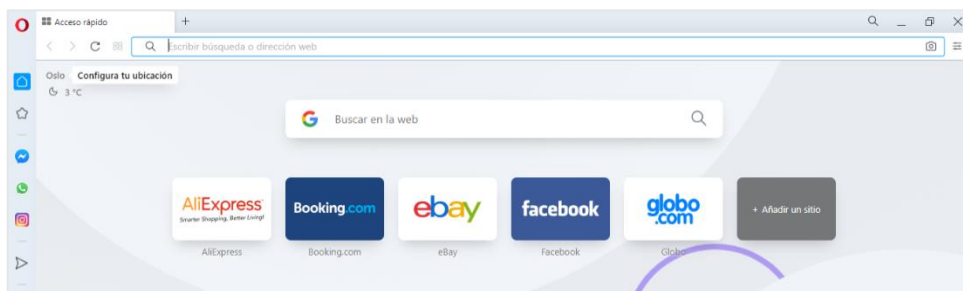 Acceso rápido
Escribir búsqueda o dirección web
Oslo Configura tu ubicación
3 °C
Buscar en la web
AliExpress
Smarter Shopping, Better Living!
Booking.com
ebay
facebook
globo
.com
+ Añadir un sitio
AliExpress
Booking.com
eBay
Facebook
Globo